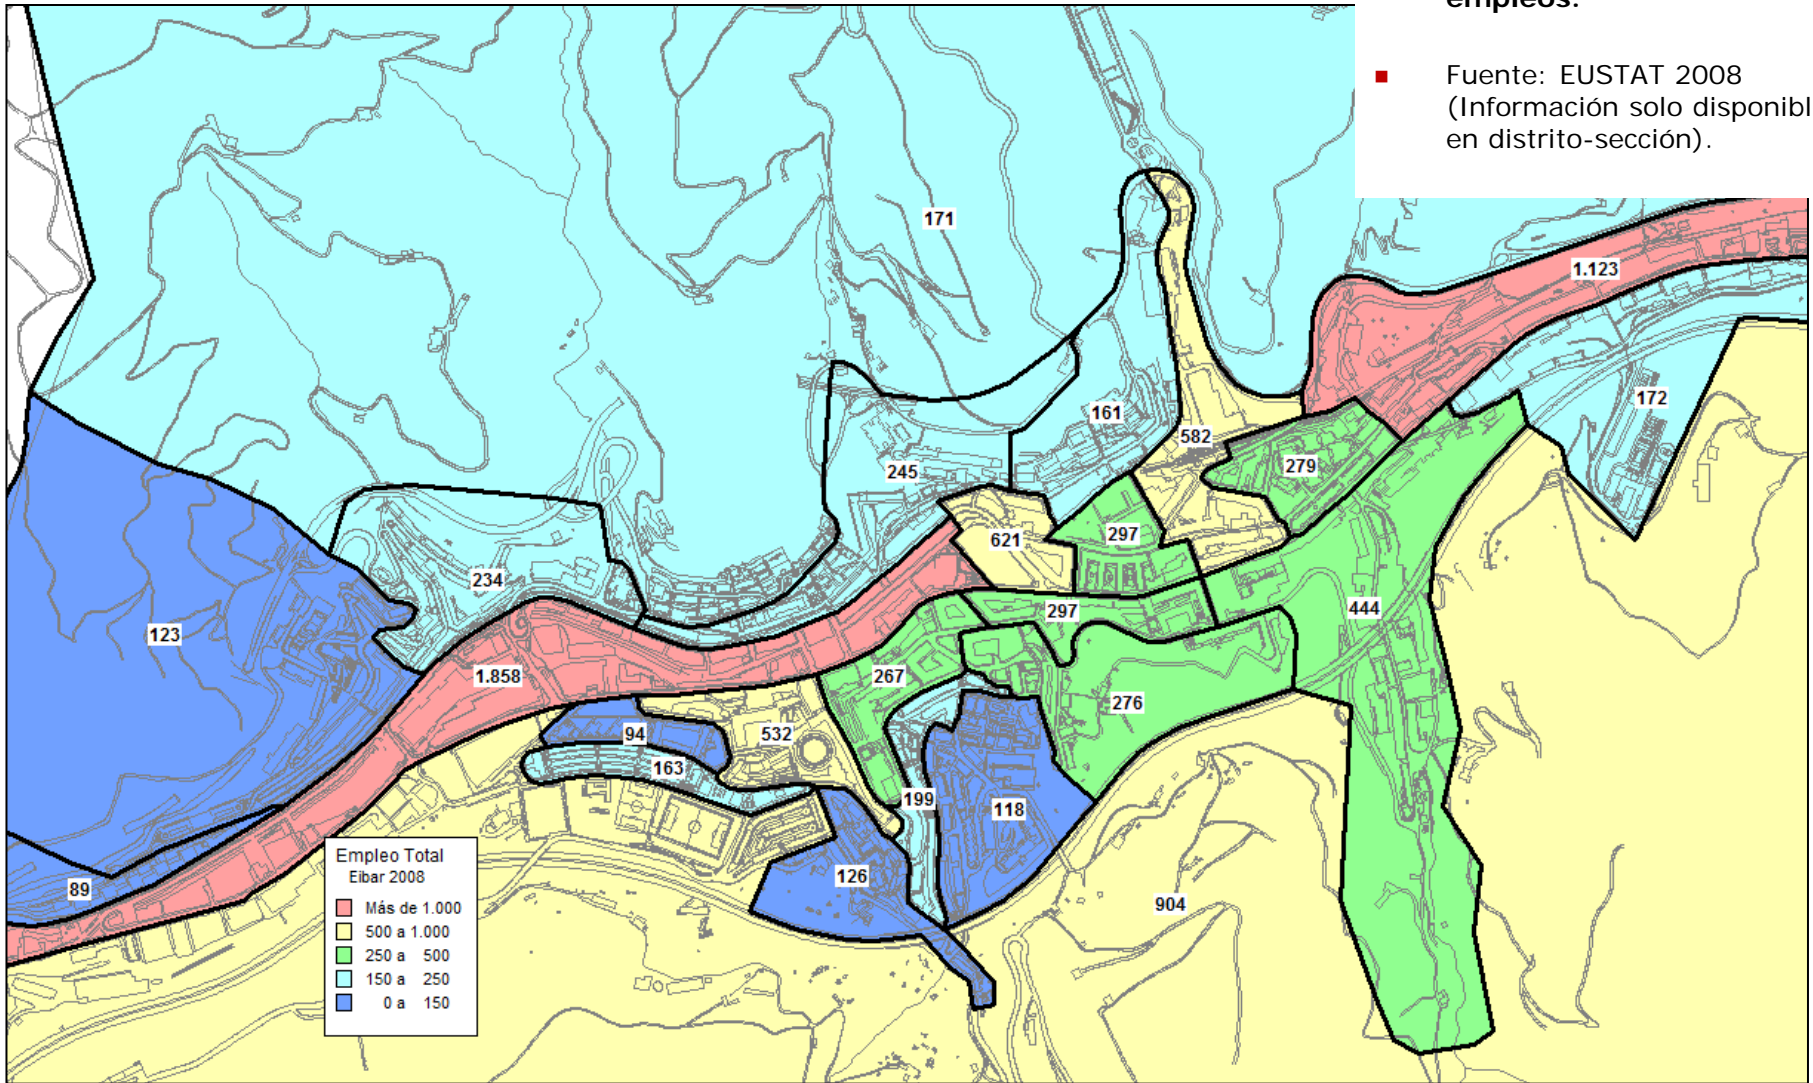 empleos.
Fuente: EUSTAT 2008
(Información solo disponibl
en distrito-sección).
171
1.123
161
172
582
245
279
621
297
234
297
444
123
1.858
267
276
94
532
163
199
118
126
89
904
Empleo Total
Eibar 2008
Más de 1.000
500 a 1.000
250 a 500
150 a 250
0 a 150